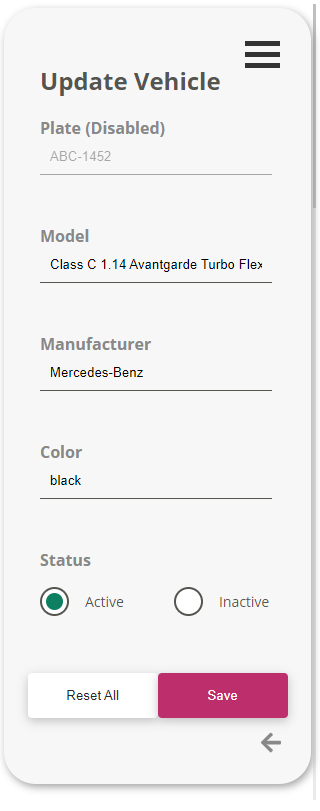 Update Vehicle
Plate (Disabled)
ABC-1452
Model
Class C 1.14 Avantgarde Turbo Flex
Manufacturer
Mercedes-Benz
Color
black
Status
Active Inactive
Reset All Save